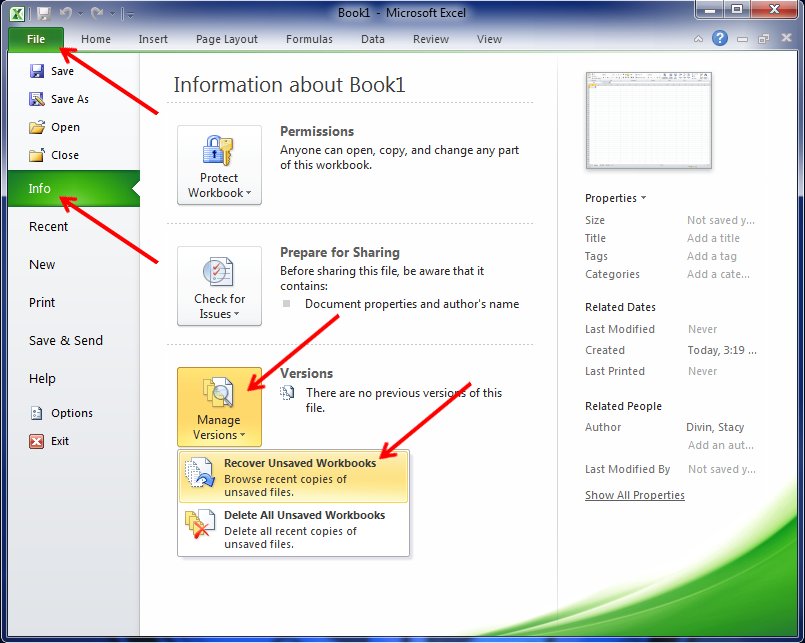 Book1 - Microsoft Excel
File Home Insert Page Layout Formulas Data Review View
Save
Save As
Open
Close
Info
Recent
New
Print
Save & Send
Help
Options
Exit
Information about Book1
Protect
Workbook
Permissions
Anyone can open, copy, and change any part
of this workbook.
Check for
Issues
Prepare for Sharing
Before sharing this file, be aware that it
contains:
Document properties and author's name
Manage
Versions
Versions
There are no previous versions of this
file.
Recover Unsaved Workbooks
Browse recent copies of
unsaved files.
Delete All Unsaved Workbooks
Delete all recent copies of
unsaved files.
Properties
Size Not saved y...
Title Add a title
Tags Add a tag
Categories Add a cate...
Related Dates
Last Modified Never
Created Today, 3:19 ...
Last Printed Never
Related People
Author Divin, Stacy
Add an aut...
Last Modified By Not saved y...
Show All Properties